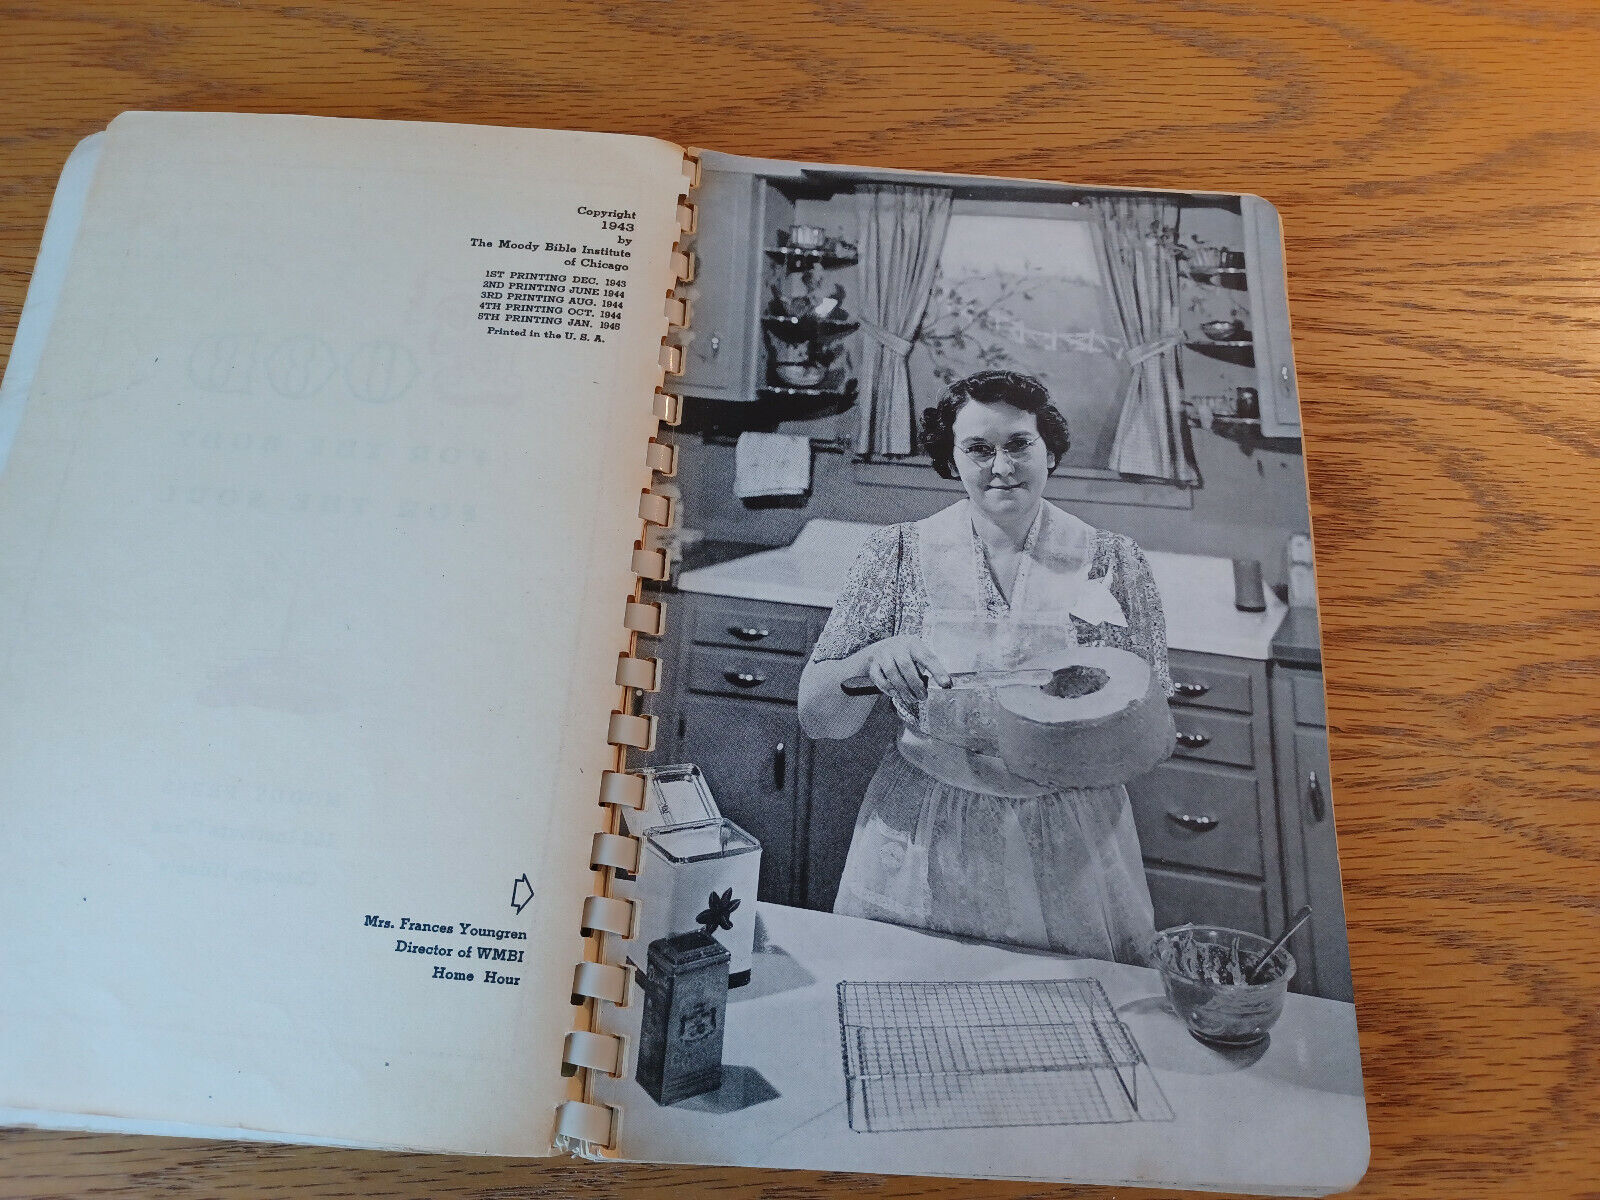 Copyright
1943
by
The Moody Bible Institute
of Chicago
1ST PRINTING DEC. 1943
2ND PRINTING JUNE 1944
3RD PRINTING AUG. 1944
4TH PRINTING OCT. 1944
5TH PRINTING JAN. 1945
Printed in the U. S. A.
Mrs. Frances Youngren
Director of WMBI
Home Hour